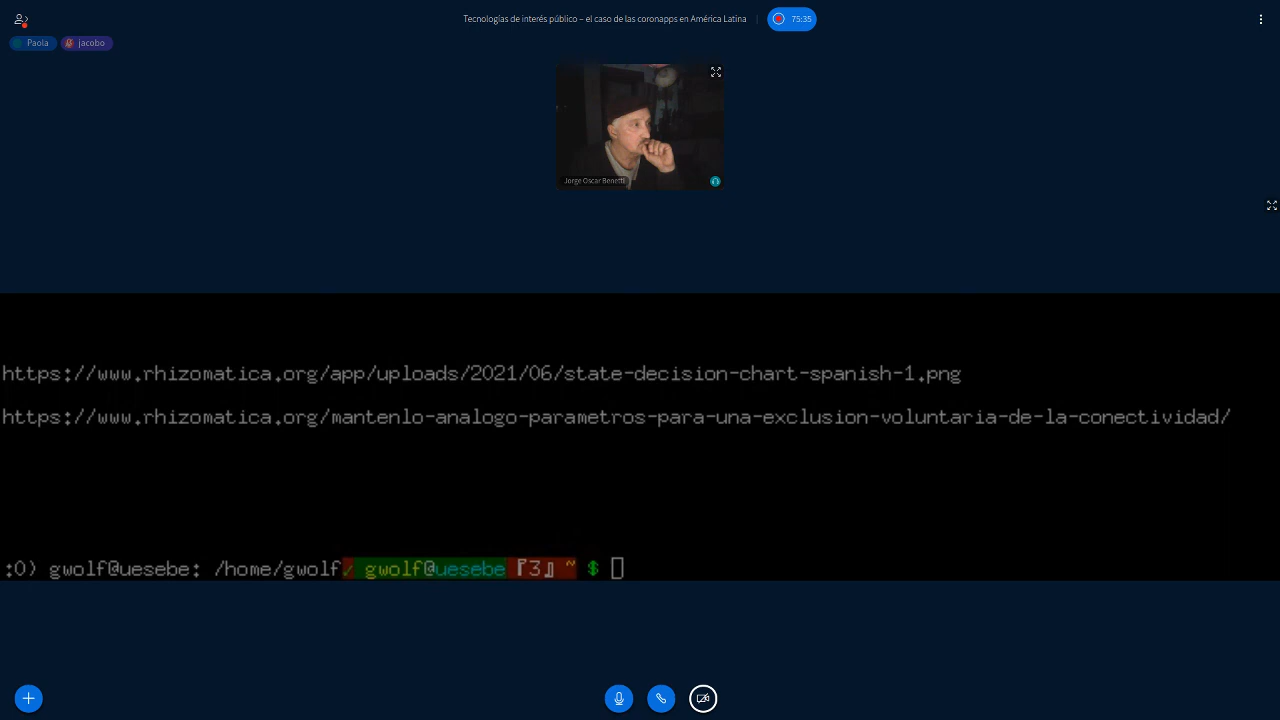 Tecnologías de interés público – el caso de las coronapps en América Latina
75:35
Paola
jacobo
Jorge Oscar Benetti
https://www.rhizomatica.org/app/uploads/2021/06/state-decision-chart-spanish-1.png
https://www.rhizomatica.org/mantenlo-analogo-parametros-para-una-exclusion-voluntaria-de-la-conectividad/
:0) gwolf@uesebe: /home/gwolf✓ gwolf@uesebe『3』~ $